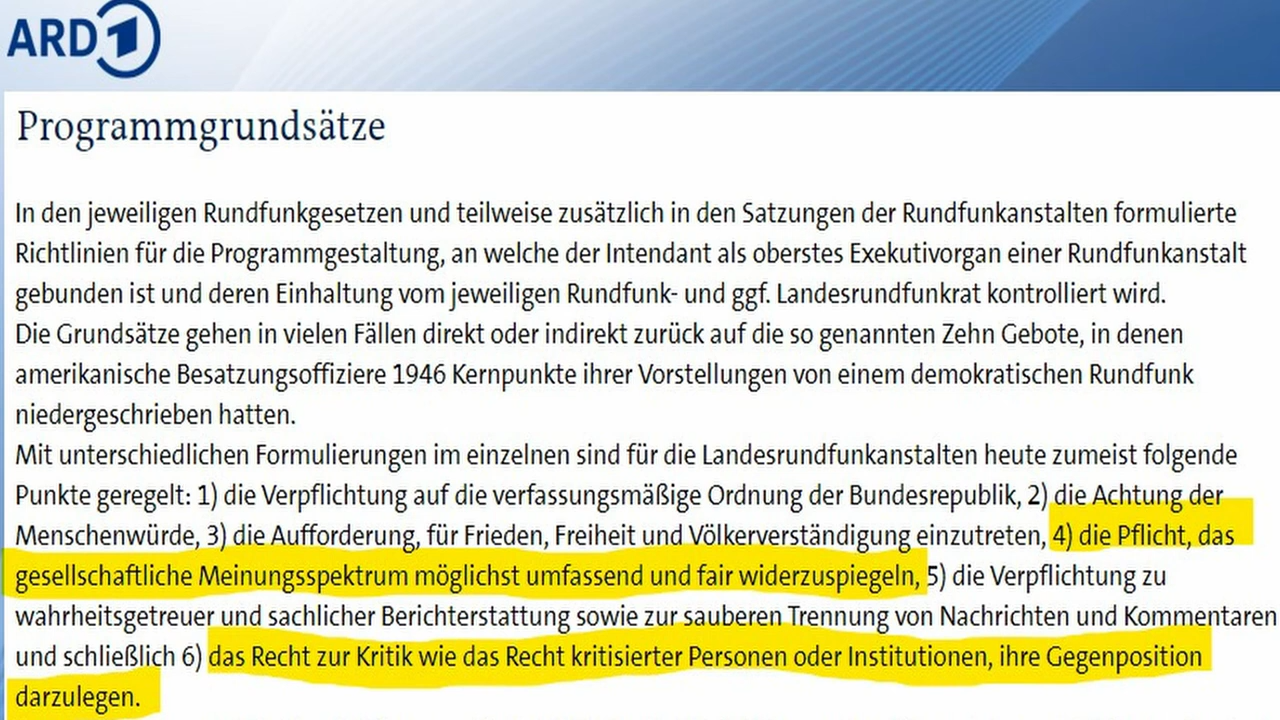 ARD 1
Programmgrundsätze
In den jeweiligen Rundfunkgesetzen und teilweise zusätzlich in den Satzungen der Rundfunkanstalten formulierte
Richtlinien für die Programmgestaltung, an welche der Intendant als oberstes Exekutivorgan einer Rundfunkanstalt
gebunden ist und deren Einhaltung vom jeweiligen Rundfunk- und ggf. Landesrundfunkrat kontrolliert wird.
Die Grundsätze gehen in vielen Fällen direkt oder indirekt zurück auf die so genannten Zehn Gebote, in denen
amerikanische Besatzungsoffiziere 1946 Kernpunkte ihrer Vorstellungen von einem demokratischen Rundfunk
niedergeschrieben hatten.
Mit unterschiedlichen Formulierungen im einzelnen sind für die Landesrundfunkanstalten heute zumeist folgende
Punkte geregelt: 1) die Verpflichtung auf die verfassungsmäßige Ordnung der Bundesrepublik, 2) die Achtung der
Menschenwürde, 3) die Aufforderung, für Frieden, Freiheit und Völkerverständigung einzutreten, 4) die Pflicht, das
gesellschaftliche Meinungsspektrum möglichst umfassend und fair widerzuspiegeln, 5) die Verpflichtung zu
wahrheitsgetreuer und sachlicher Berichterstattung sowie zur sauberen Trennung von Nachrichten und Kommentaren
und schließlich 6) das Recht zur Kritik wie das Recht kritisierter Personen oder Institutionen, ihre Gegenposition
darzulegen.